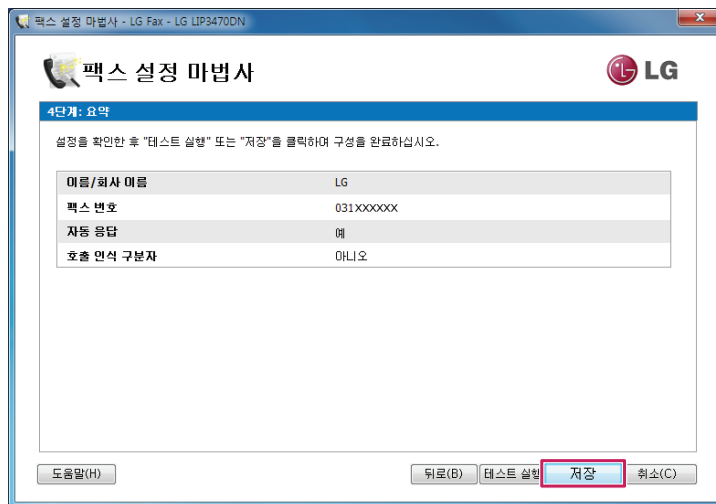 팩스 설정 마법사 - LG Fax - LG LIP3470DN
팩스 설정 마법사
LG
4단계: 요약
설정을 확인한 후 "테스트 실행" 또는 "저장"을 클릭하여 구성을 완료하십시오.
이름/회사 이름 LG
팩스 번호 031XXXXXX
자동 응답 예
호출 인식 구분자 아니오
도움말(H) 뒤로(B) 테스트 실행 저장 취소(C)